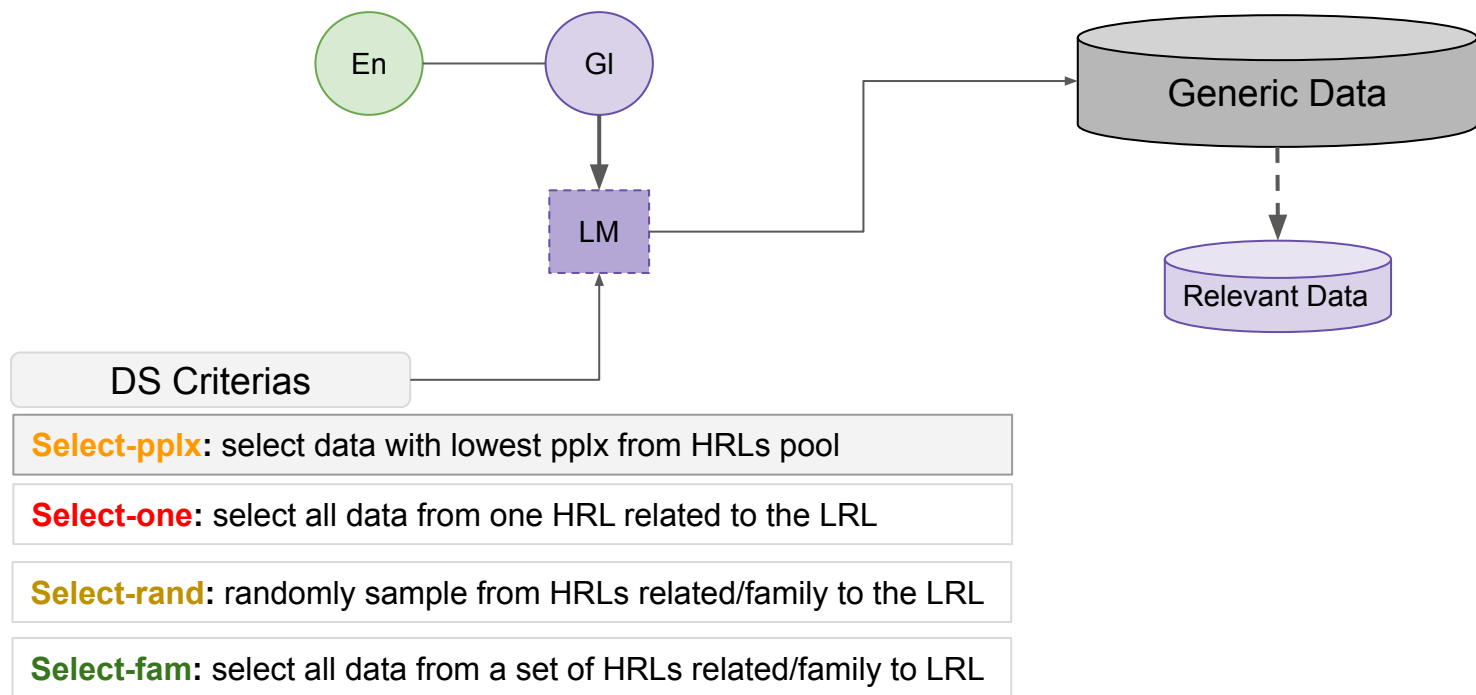 En
Gl
Generic Data
LM
Relevant Data
DS Criterias
Select-pplx: select data with lowest pplx from HRLs pool
Select-one: select all data from one HRL related to the LRL
Select-rand: randomly sample from HRLs related/family to the LRL
Select-fam: select all data from a set of HRLs related/family to LRL